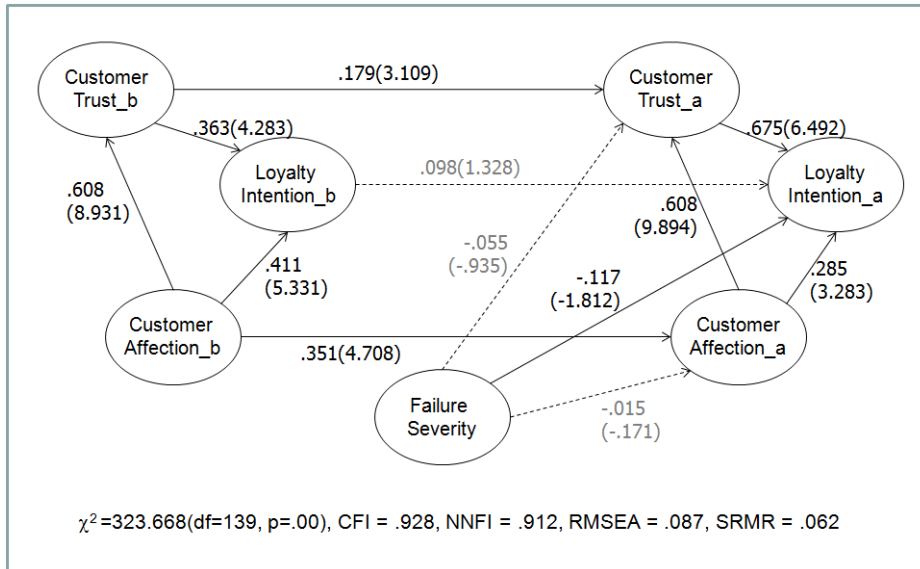 Customer
Trust_b
.179(3.109)
Customer
Trust_a
.363(4.283)
.675(6.492)
Loyalty
Intention_b
.098(1.328)
Loyalty
Intention_a
.608
(8.931)
.608
(9.894)
-.055
(-.935)
.411
(5.331)
-.117
(-1.812)
.285
(3.283)
Customer
Affection_b
.351(4.708)
Customer
Affection_a
Failure
Severity
-.015
(-.171)
χ²=323.668(df=139, p=.00), CFI = .928, NNFI = .912, RMSEA = .087, SRMR = .062